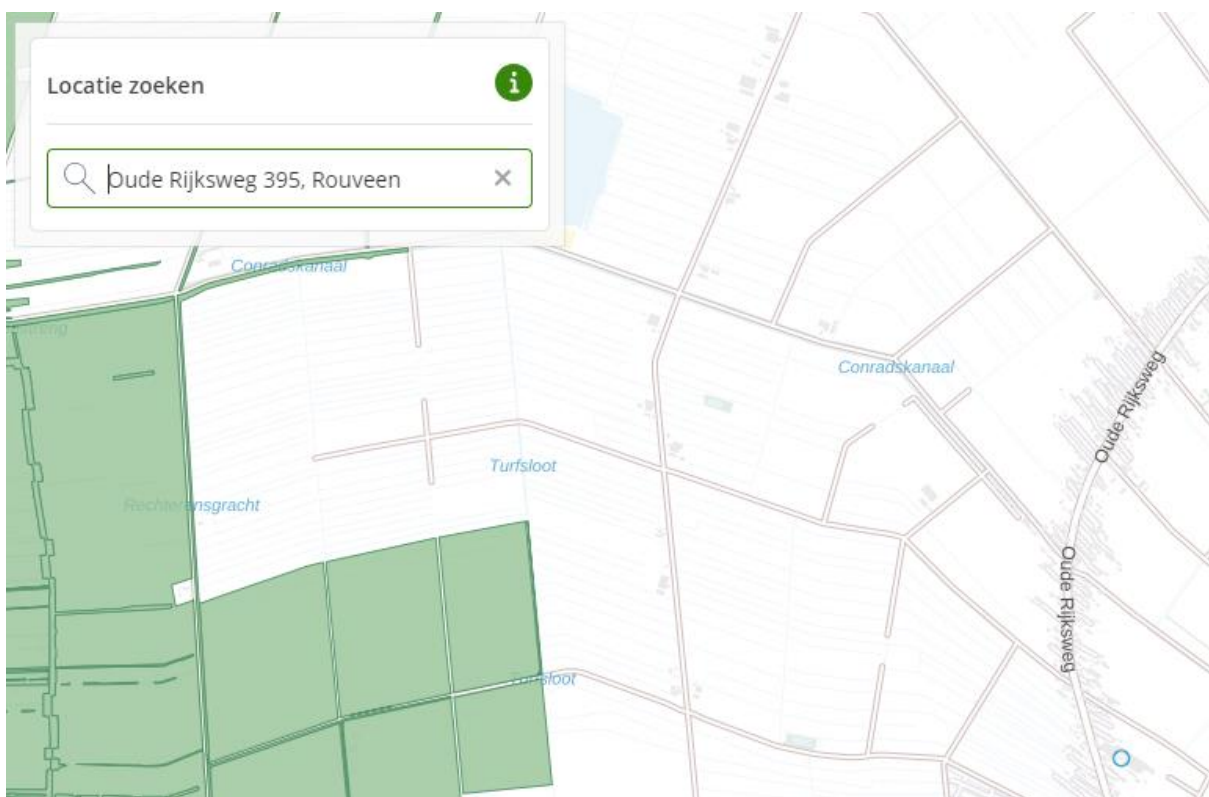 Locatie zoeken
Oude Rijksweg 395, Rouveen
Conradskanaal
Conradskanaal
Oude Rijksweg
Turfsloot
Rechterensgracht
Oude Rijksweg
Turfsloot